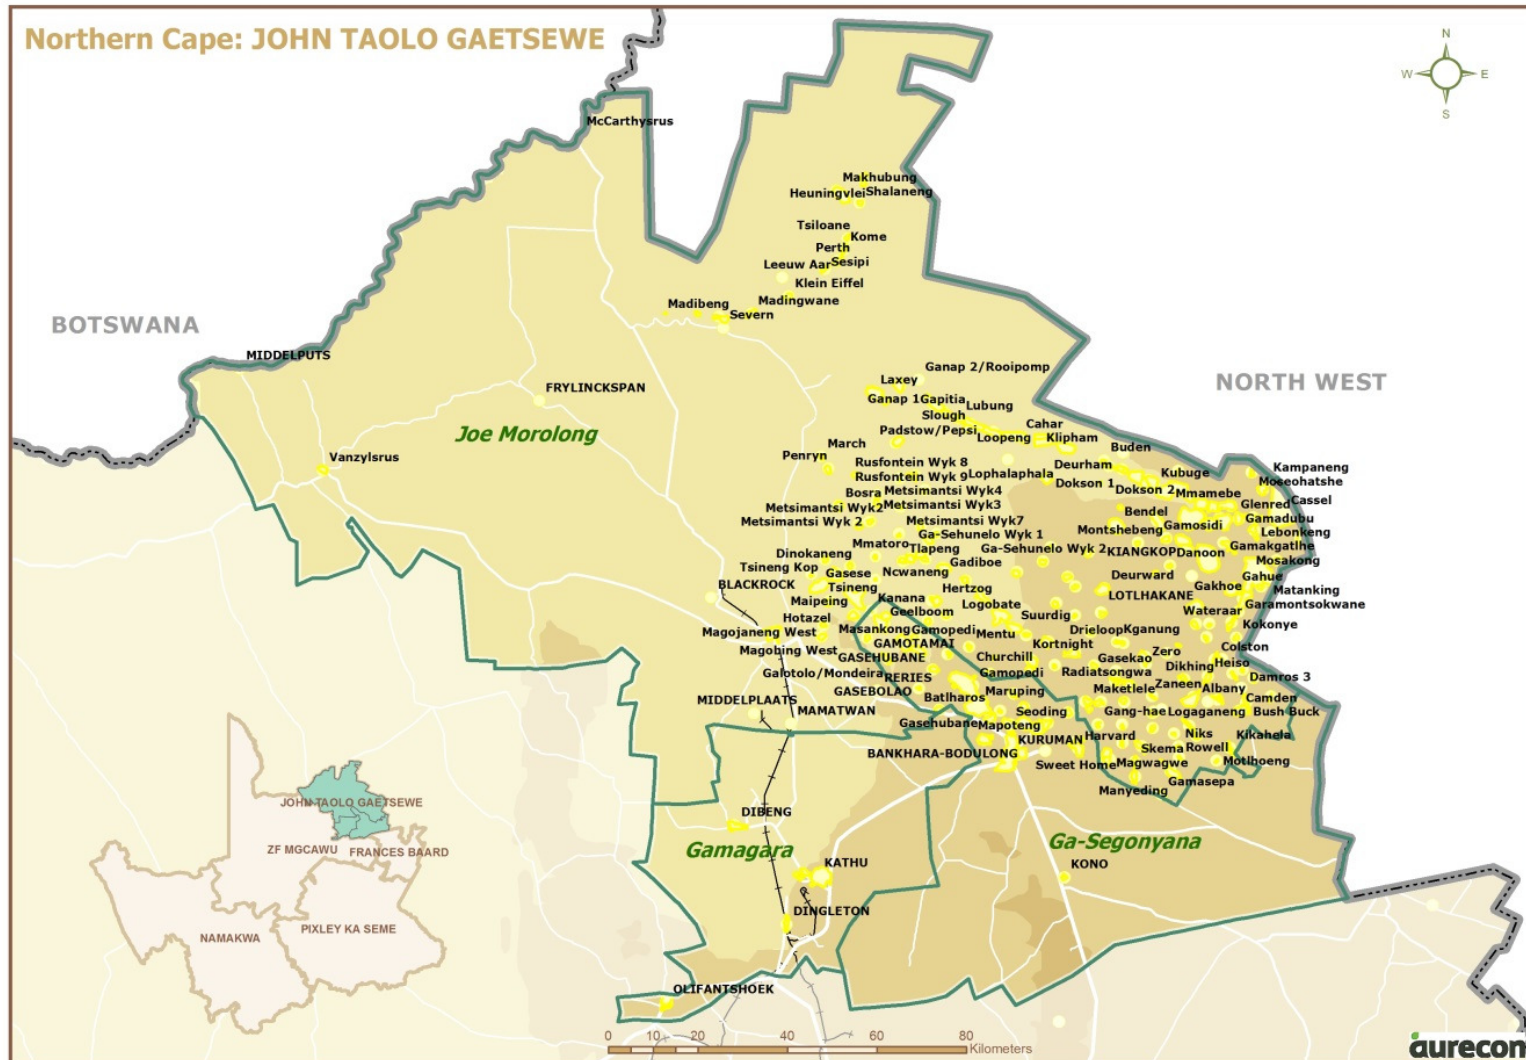 Northern Cape: JOHN TAOLO GAETSEWE
N
W E
S
McCarthysrus
Makhubung
Heuningvlei Shalaneng
Tsiloane
Kome
Perth
Leeuw Aar Sesipi
Klein Eiffel
Madibeng Madingwane
Severn
BOTSWANA
MIDDELPUTS
NORTH WEST
FRYLINCKSPAN
Ganap 2/Rooipomp
Laxey
Ganap 1 Gapitia
Lubung
Slough
Cahar
Padstow/Pepsi
Loopeng Klipham
Joe Morolong
March
Buden
Vanzylsrus
Penryn
Rusfontein Wyk 8
Deurham
Kubuge
Kampaneng
Rusfontein Wyk 9 Lophalaphala
Dokson 1
Moseohatshe
Bosra Metsimantsi Wyk4
Dokson 2 Mmamebe
Cassel
Metsimantsi Wyk2 Metsimantsi Wyk3
Bendel
Glenred
Metsimantsi Wyk 2 Metsimantsi Wyk7
Montshebeng Gamosidi
Gamadubu
Ga-Sehunelo Wyk 1
Lebonkeng
Mmatoro
Tlapeng Ga-Sehunelo Wyk 2 KIANGKOP Danoon
Gamakgatlhe
Dinokaneng
Gadiboe
Mosakong
Tsineng Kop Gasese Ncwaneng
Deurward
Gahue
BLACKROCK Tsineng
Hertzog
Gakhoe
Matanking
Maipeing Kanana
Logobate
LOTLHAKANE
Garamontsokwane
Hotazel
Geelboom
Suurdig
Wateraar
Kokonye
Magojaneng West Masankong Gamopedi Mentu
Drieloop Kganung
Magobing West GAMOTAMAI
Kortnight
Zero
Colston
GASEHUBANE
Churchill
Gasekao
Dikhing Heiso
Galotolo/Mondeira RERIES
Gamopedi
Radiatsongwa
Zaneen
Damros 3
GASEBOLAO
Maruping
Maketlele
Albany
MIDDELPLAATS
Batlharos
Camden
MAMATWAN
Seoding
Gang-hae Logaganeng
Bush Buck
Gasehubane Mapoteng
Harvard
Niks
Kikahela
KURUMAN
Skema Rowell
BANKHARA-BODULONG
Sweet Home Magwagwe
Motlhoeng
Gamasepa
Manyeding
DIBENG
Gamagara
Ga-Segonyana
KATHU
KONO
DINGLETON
OLIFANTSHOEK
JOHN TAOLO GAETSEWE
ZF MGCAWU FRANCES BAARD
NAMAKWA
PIXLEY KA SEME
0 10 20 40 60 80
Kilometers
aurecon